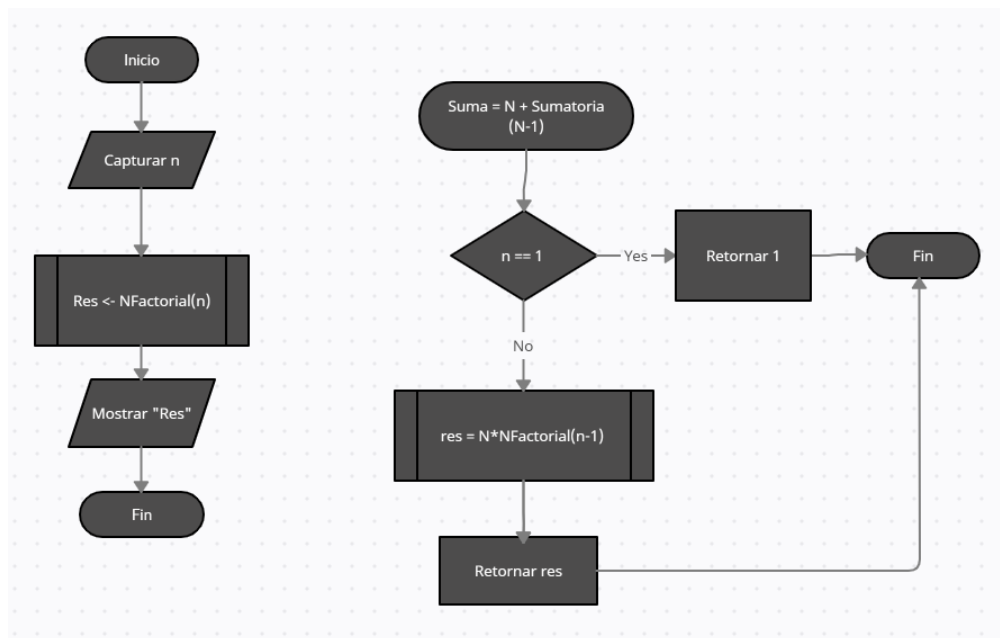 Inicio
Capturar n
Res <- NFactorial(n)
Mostrar "Res"
Fin
Suma = N + Sumatoria
(N-1)
n == 1
Yes
Retornar 1
Fin
No
res = N*NFactorial(n-1)
Retornar res